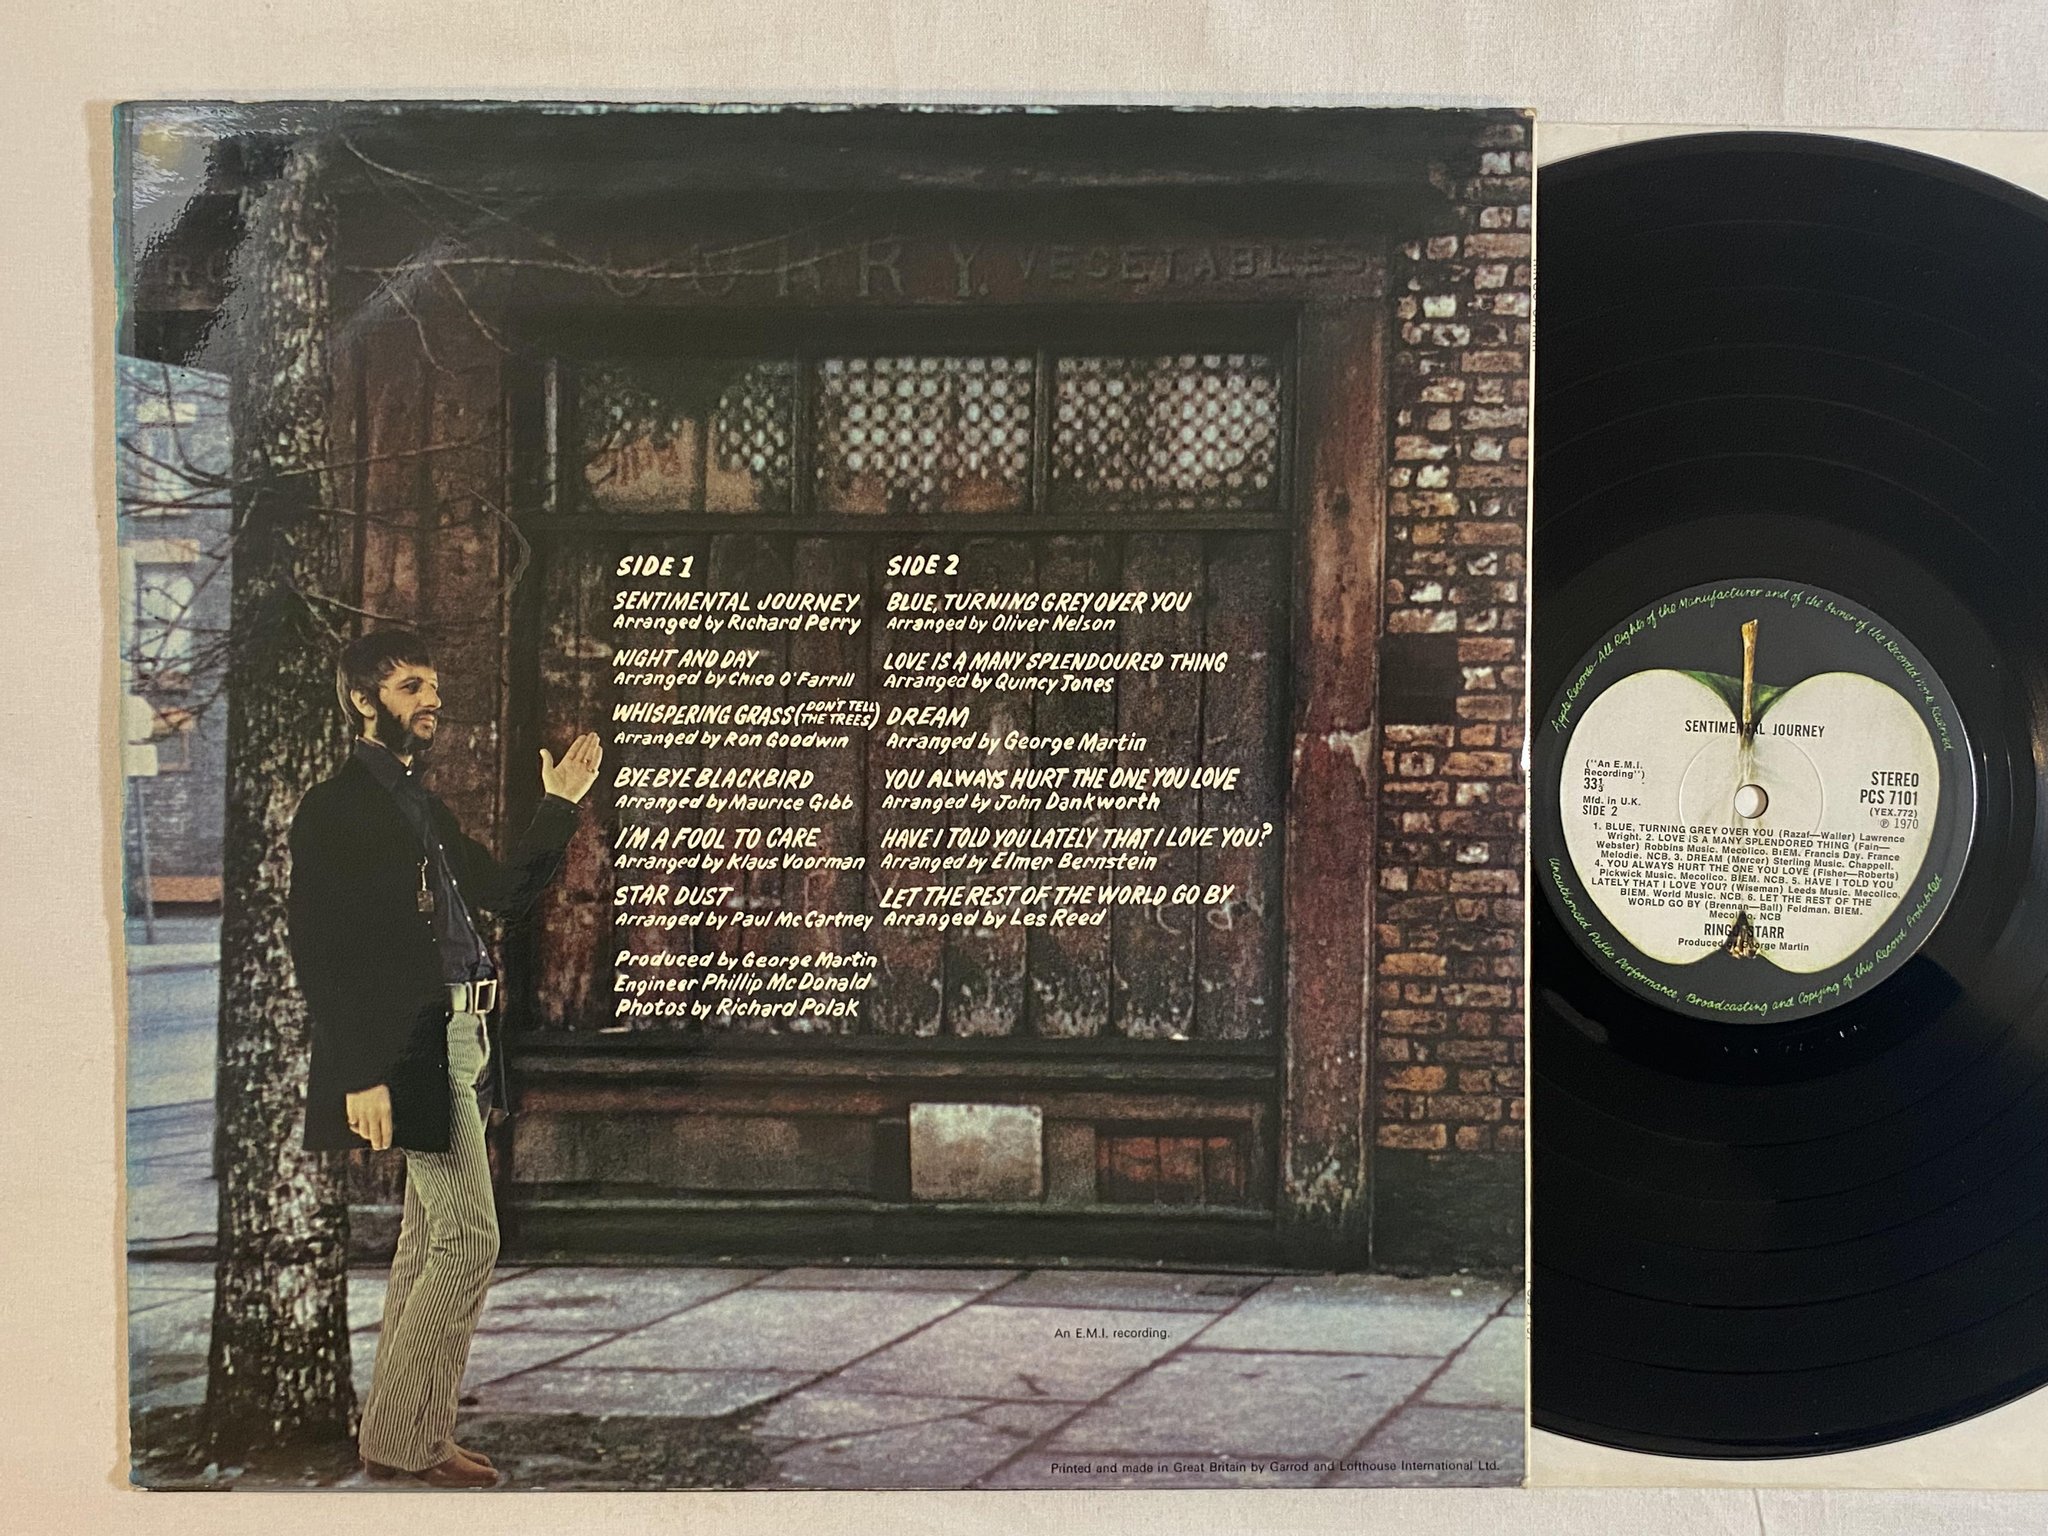 CURRY. VEGETABLES
SIDE 1
SENTIMENTAL JOURNEY
Arranged by Richard Perry
NIGHT AND DAY
Arranged by Chico O'Farrill
WHISPERING GRASS (DON'T TELL THE TREES)
Arranged by Ron Goodwin
BYE BYE BLACKBIRD
Arranged by Maurice Gibb
I'M A FOOL TO CARE
Arranged by Klaus Voorman
STAR DUST
Arranged by Paul McCartney
Produced by George Martin
Engineer Phillip McDonald
Photos by Richard Polak
SIDE 2
BLUE, TURNING GREY OVER YOU
Arranged by Oliver Nelson
LOVE IS A MANY SPLENDOURED THING
Arranged by Quincy Jones
DREAM
Arranged by George Martin
YOU ALWAYS HURT THE ONE YOU LOVE
Arranged by John Dankworth
HAVE I TOLD YOU LATELY THAT I LOVE YOU?
Arranged by Elmer Bernstein
LET THE REST OF THE WORLD GO BY
Arranged by Les Reed
An E.M.I. recording.
Printed and made in Great Britain by Garrod and Lofthouse International Ltd.
Apple Records-All Rights of the Manufacturer and of the Owner of the Recorded Work Reserved
SENTIMENTAL JOURNEY
("An E.M.I.
Recording")
33⅓
Mfd. in U.K.
SIDE 2
STEREO
PCS 7101
(YEX.772)
℗ 1970
1. BLUE, TURNING GREY OVER YOU (Razaf—Waller) Lawrence
Wright. 2. LOVE IS A MANY SPLENDORED THING (Fain—
Webster) Robbins Music. Mecolico. BIEM. Francis Day. France
Melodie. NCB. 3. DREAM (Mercer) Sterling Music. Chappell.
4. YOU ALWAYS HURT THE ONE YOU LOVE (Fisher—Roberts)
Pickwick Music. Mecolico. BIEM. NCB. 5. HAVE I TOLD YOU
LATELY THAT I LOVE YOU? (Wiseman) Leeds Music. Mecolico.
BIEM. World Music. NCB. 6. LET THE REST OF THE
WORLD GO BY (Brennan—Ball) Feldman. BIEM.
Mecolico. NCB
RINGO STARR
Produced by George Martin
Unauthorised Public Performance, Broadcasting and Copying of this Record Prohibited